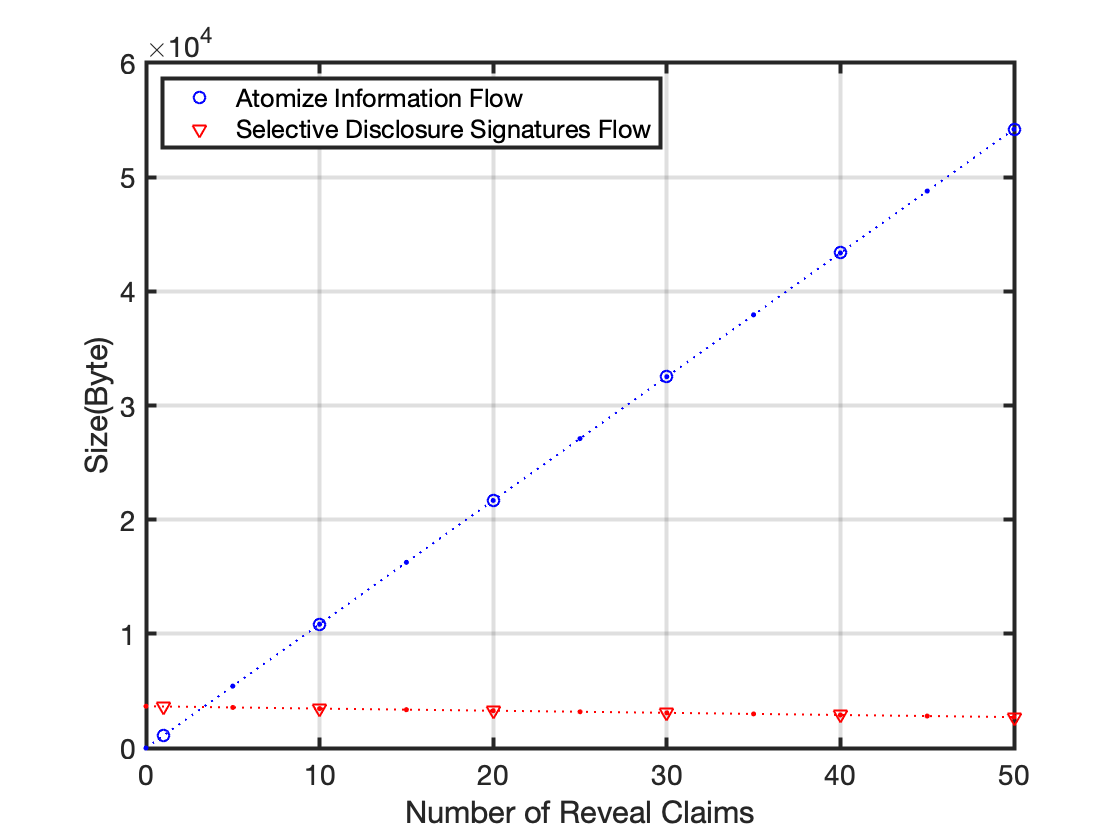 ×10^4
6
Atomize Information Flow
Selective Disclosure Signatures Flow
5
4
3
2
1
0
Size(Byte)
0 10 20 30 40 50
Number of Reveal Claims